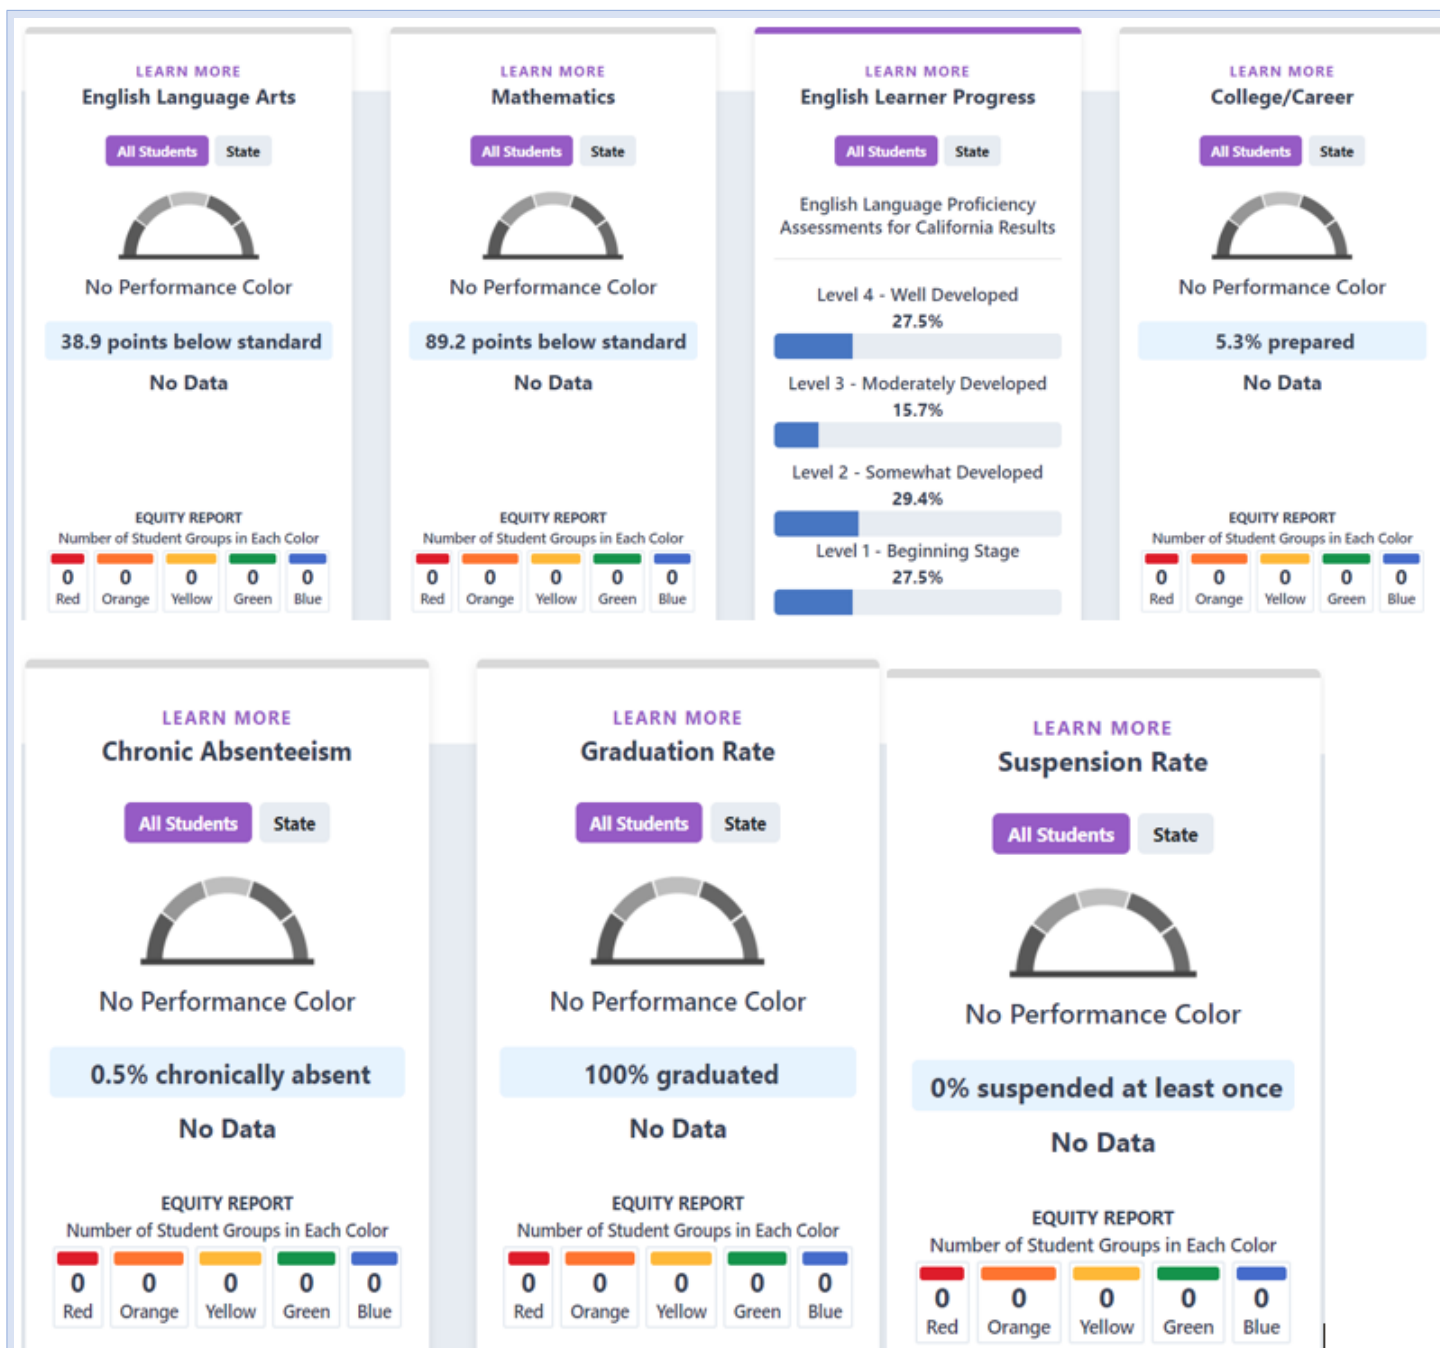 LEARN MORE
English Language Arts
All Students State
No Performance Color
38.9 points below standard
No Data
EQUITY REPORT
Number of Student Groups in Each Color
0 0 0 0 0
Red Orange Yellow Green Blue
LEARN MORE
Mathematics
All Students State
No Performance Color
89.2 points below standard
No Data
EQUITY REPORT
Number of Student Groups in Each Color
0 0 0 0 0
Red Orange Yellow Green Blue
LEARN MORE
English Learner Progress
All Students State
English Language Proficiency
Assessments for California Results
Level 4 - Well Developed
27.5%
Level 3 - Moderately Developed
15.7%
Level 2 - Somewhat Developed
29.4%
Level 1 - Beginning Stage
27.5%
LEARN MORE
College/Career
All Students State
No Performance Color
5.3% prepared
No Data
EQUITY REPORT
Number of Student Groups in Each Color
0 0 0 0 0
Red Orange Yellow Green Blue
LEARN MORE
Chronic Absenteeism
All Students State
No Performance Color
0.5% chronically absent
No Data
EQUITY REPORT
Number of Student Groups in Each Color
0 0 0 0 0
Red Orange Yellow Green Blue
LEARN MORE
Graduation Rate
All Students State
No Performance Color
100% graduated
No Data
EQUITY REPORT
Number of Student Groups in Each Color
0 0 0 0 0
Red Orange Yellow Green Blue
LEARN MORE
Suspension Rate
All Students State
No Performance Color
0% suspended at least once
No Data
EQUITY REPORT
Number of Student Groups in Each Color
0 0 0 0 0
Red Orange Yellow Green Blue